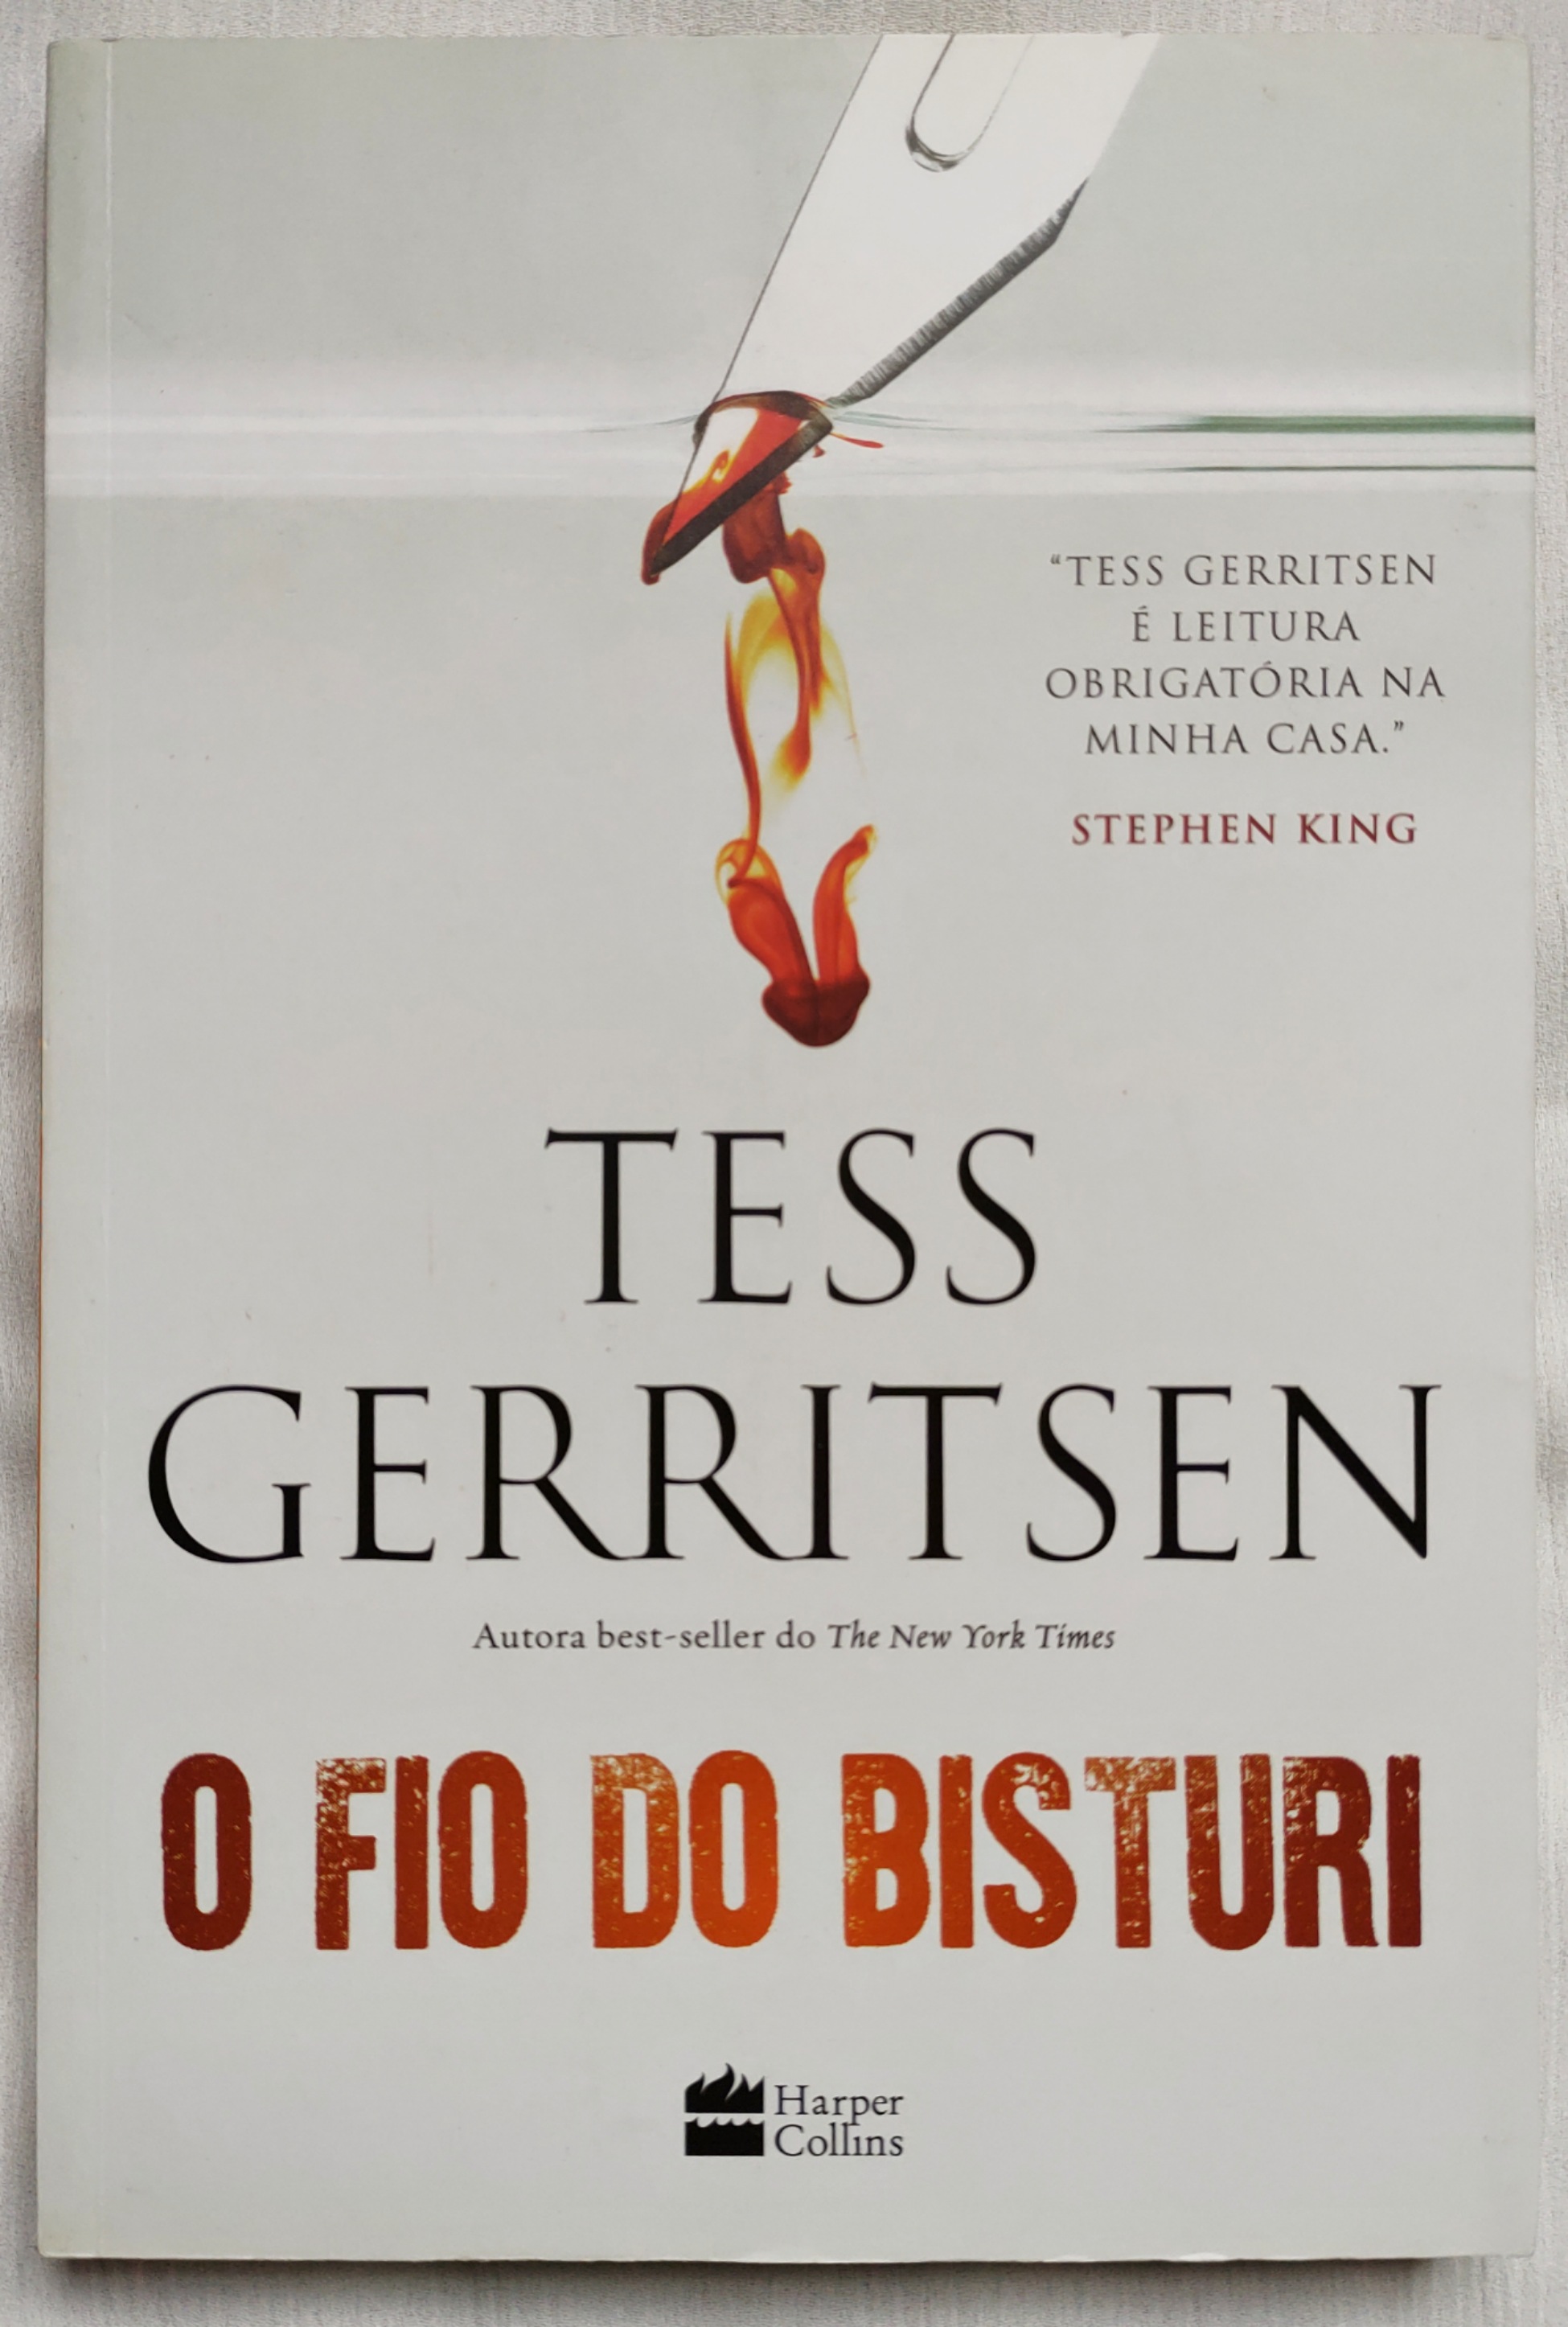 “TESS GERRITSEN
É LEITURA
OBRIGATÓRIA NA
MINHA CASA.”
STEPHEN KING
TESS
GERRITSEN
Autora best-seller do The New York Times
O FIO DO BISTURI
Harper
Collins